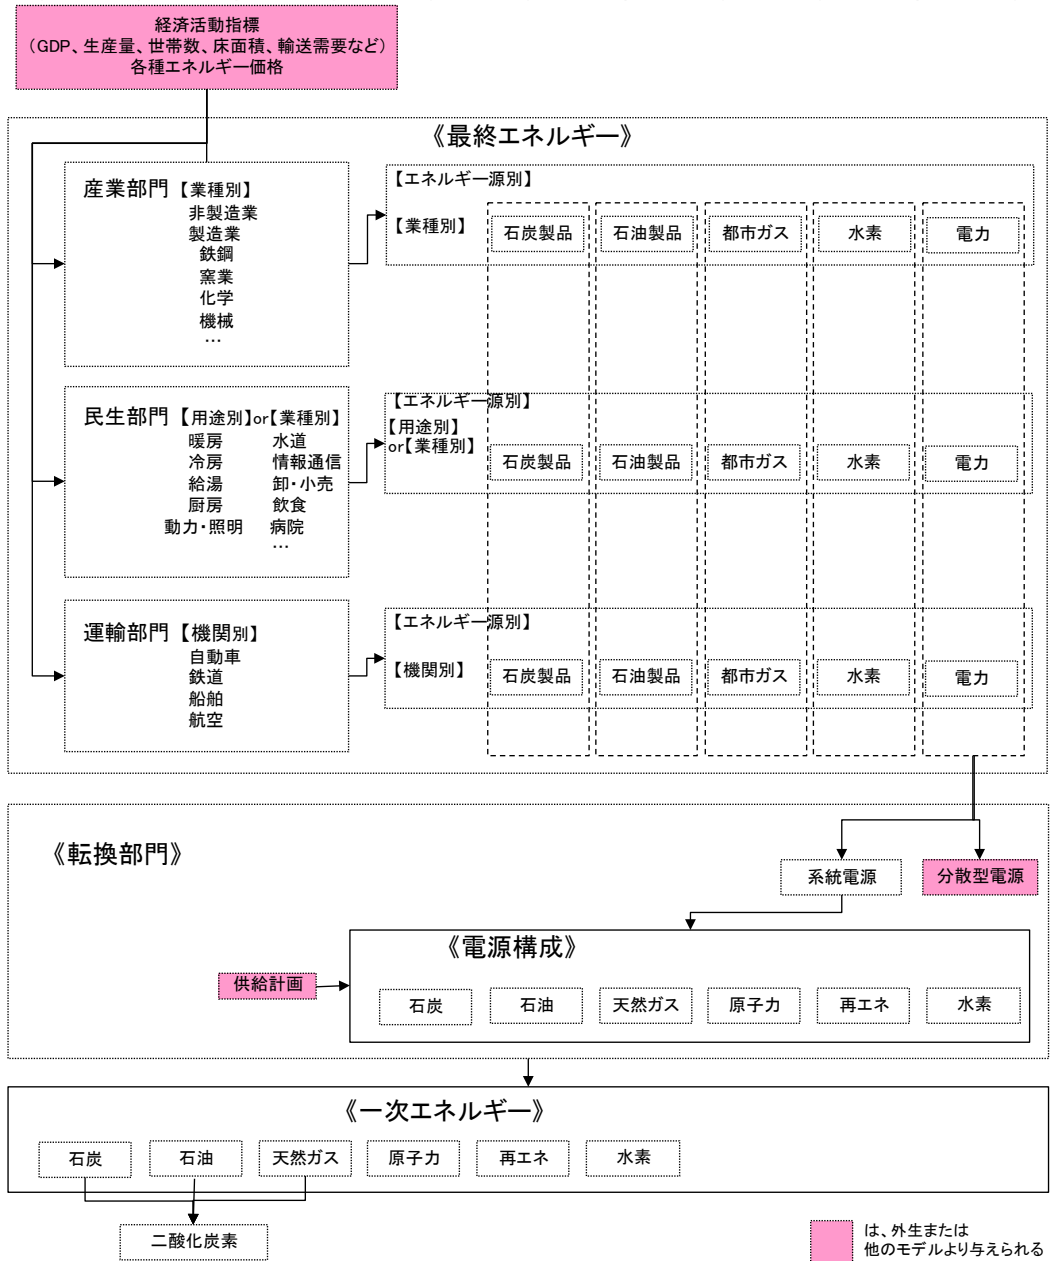 経済活動指標
（GDP、生産量、世帯数、床面積、輸送需要など）
各種エネルギー価格
《最終エネルギー》
産業部門【業種別】
非製造業
製造業
鉄鋼
窯業
化学
機械
…
【エネルギー源別】
【業種別】
石炭製品
石油製品
都市ガス
水素
電力
民生部門【用途別】or【業種別】
暖房 水道
冷房 情報通信
給湯 卸・小売
厨房 飲食
動力・照明 病院
…
【エネルギー源別】
【用途別】
or【業種別】
石炭製品
石油製品
都市ガス
水素
電力
運輸部門【機関別】
自動車
鉄道
船舶
航空
【エネルギー源別】
【機関別】
石炭製品
石油製品
都市ガス
水素
電力
《転換部門》
系統電源
分散型電源
《電源構成》
供給計画
石炭
石油
天然ガス
原子力
再エネ
水素
《一次エネルギー》
石炭
石油
天然ガス
原子力
再エネ
水素
二酸化炭素
は、外生または
他のモデルより与えられる